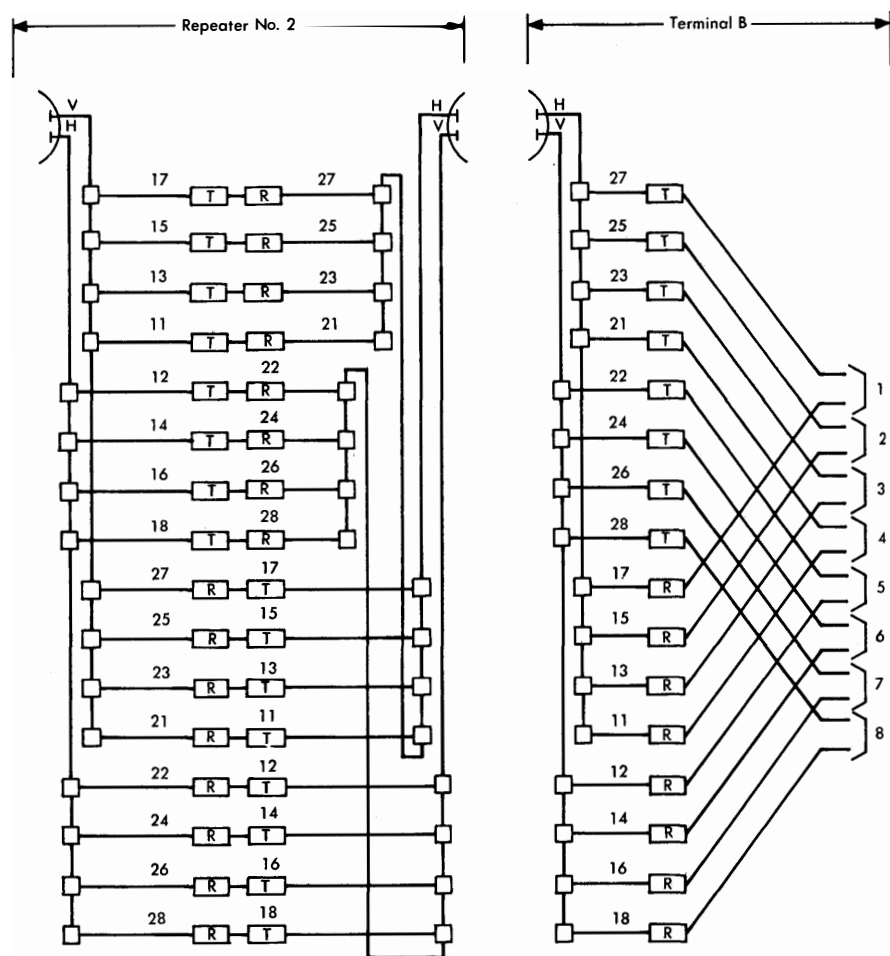 Repeater No. 2
Terminal B
V
H
H
V
H
V
17 T R 27
15 T R 25
13 T R 23
11 T R 21
12 T R 22
14 T R 24
16 T R 26
18 T R 28
27 R T 17
25 R T 15
23 R T 13
21 R T 11
22 R T 12
24 R T 14
26 R T 16
28 R T 18
27 T
25 T
23 T
21 T
22 T
24 T
26 T
28 T
17 R
15 R
13 R
11 R
12 R
14 R
16 R
18 R
1
2
3
4
5
6
7
8